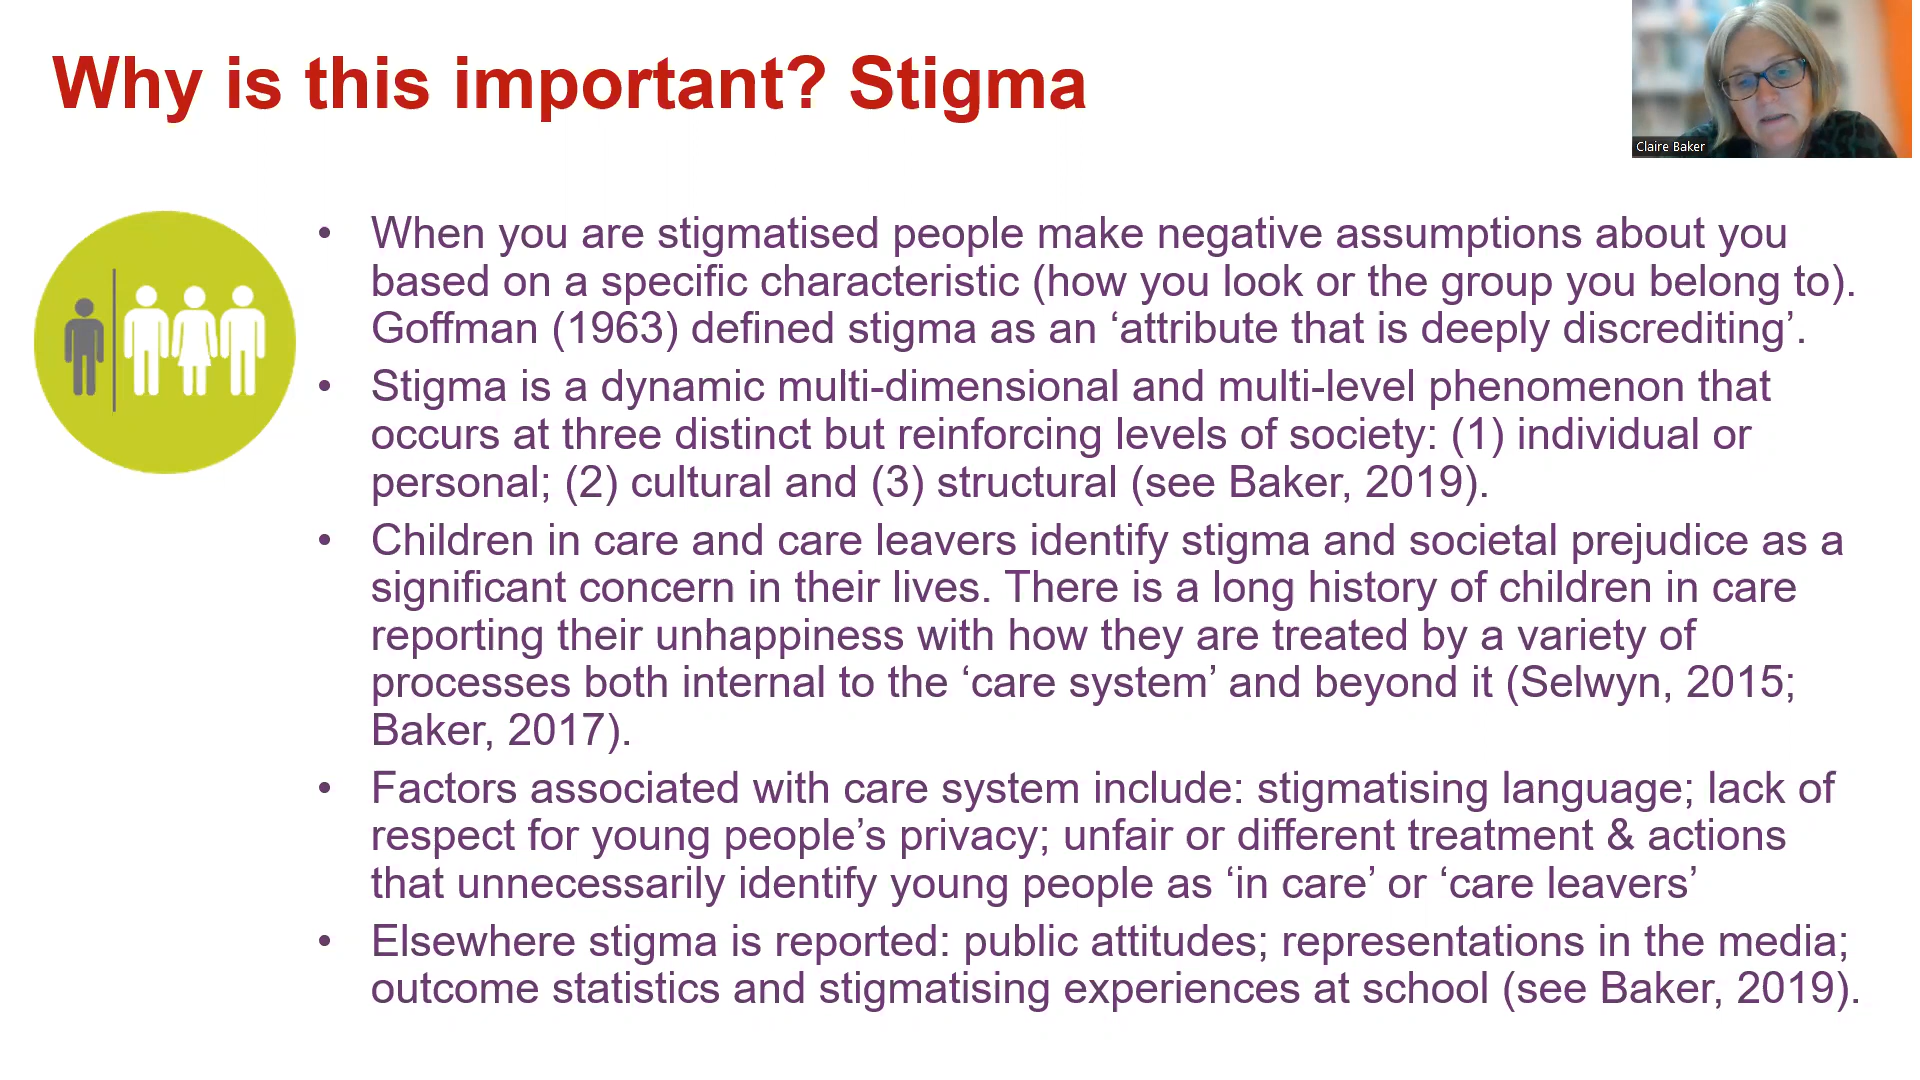 Why is this important? Stigma
Claire Baker
• When you are stigmatised people make negative assumptions about you
based on a specific characteristic (how you look or the group you belong to).
Goffman (1963) defined stigma as an ‘attribute that is deeply discrediting’.
• Stigma is a dynamic multi-dimensional and multi-level phenomenon that
occurs at three distinct but reinforcing levels of society: (1) individual or
personal; (2) cultural and (3) structural (see Baker, 2019).
• Children in care and care leavers identify stigma and societal prejudice as a
significant concern in their lives. There is a long history of children in care
reporting their unhappiness with how they are treated by a variety of
processes both internal to the ‘care system’ and beyond it (Selwyn, 2015;
Baker, 2017).
• Factors associated with care system include: stigmatising language; lack of
respect for young people’s privacy; unfair or different treatment & actions
that unnecessarily identify young people as ‘in care’ or ‘care leavers’
• Elsewhere stigma is reported: public attitudes; representations in the media;
outcome statistics and stigmatising experiences at school (see Baker, 2019).